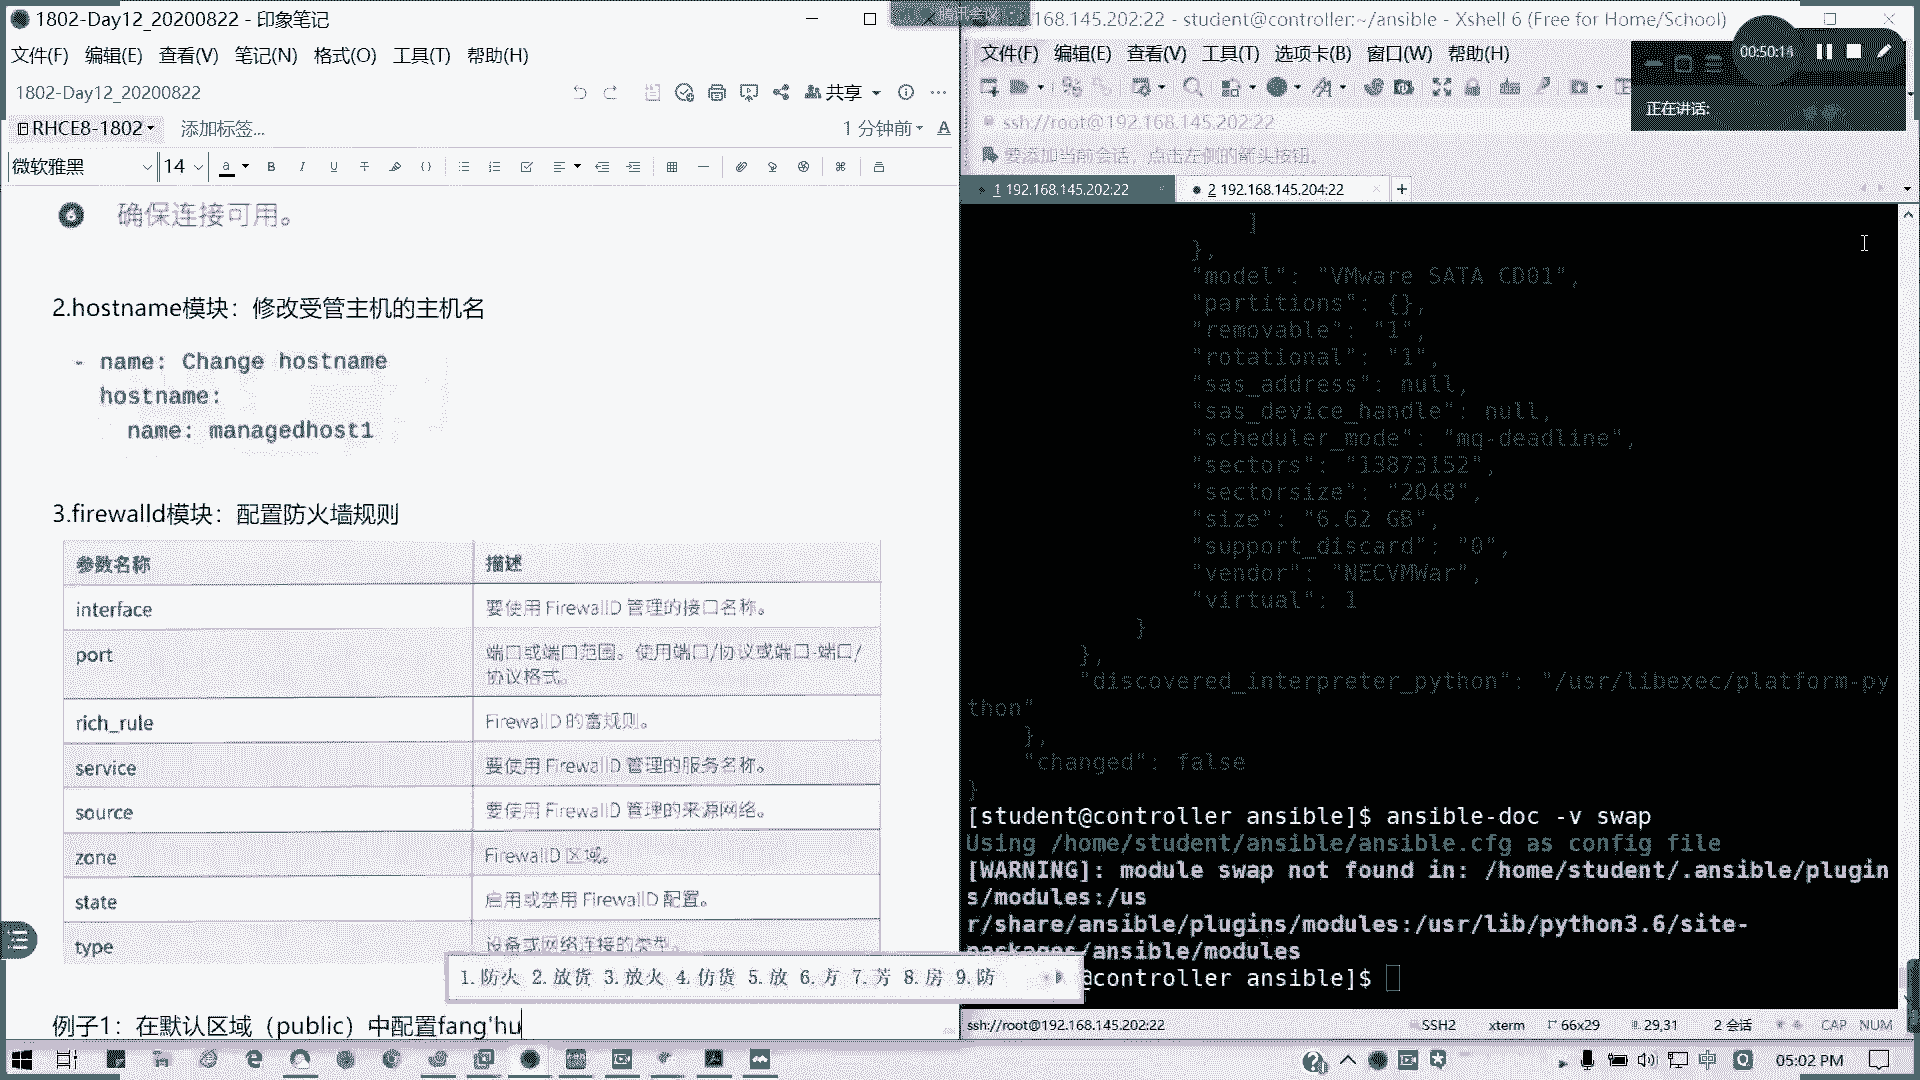 1802-Day12_20200822 - 印象笔记
文件(F) 编辑(E) 查看(V) 笔记(N) 格式(O) 工具(T) 帮助(H)
1802-Day12_20200822
共享
RHCE8-1802
添加标签...
1 分钟前
微软雅黑
14
确保连接可用。
2.hostname模块：修改受管主机的主机名
- name: Change hostname
hostname:
name: managedhost1
3.firewalld模块：配置防火墙规则
参数名称 描述
interface 要使用 FirewallD 管理的接口名称。
port 端口或端口范围。使用端口/协议或端口-端口/
协议格式。
rich_rule FirewallD 的富规则。
service 要使用 FirewallD 管理的服务名称。
source 要使用 FirewallD 管理的来源网络。
zone FirewallD 区域。
state 启用或禁用 FirewallD 配置。
type 设备或网络连接的类型。
例子1：在默认区域（public）中配置fang'hu
1.防火 2.放货 3.放火 4.仿货 5.放 6.方 7.芳 8.房 9.防
168.145.202:22 - student@controller:~/ansible - Xshell 6 (Free for Home/School)
文件(F) 编辑(E) 查看(V) 工具(T) 选项卡(B) 窗口(W) 帮助(H)
00:50:14
正在讲话:
ssh://root@192.168.145.202:22
要添加当前会话，点击左侧的箭头按钮。
1 192.168.145.202:22
2 192.168.145.204:22
]
},
"model": "VMware SATA CD01",
"partitions": {},
"removable": "1",
"rotational": "1",
"sas_address": null,
"sas_device_handle": null,
"scheduler_mode": "mq-deadline",
"sectors": "13873152",
"sectorsize": "2048",
"size": "6.62 GB",
"support_discard": "0",
"vendor": "NECVMWar",
"virtual": 1
}
},
"discovered_interpreter_python": "/usr/libexec/platform-py
thon"
},
"changed": false
}
[student@controller ansible]$ ansible-doc -v swap
Using /home/student/ansible/ansible.cfg as config file
[WARNING]: module swap not found in: /home/student/.ansible/plugin
s/modules:/us
r/share/ansible/plugins/modules:/usr/lib/python3.6/site-
packages/ansible/modules
@controller ansible]$
ssh://root@192.168.145.202:22
SSH2
xterm
66x29
29,31
2 会话
CAP NUM
中
05:02 PM